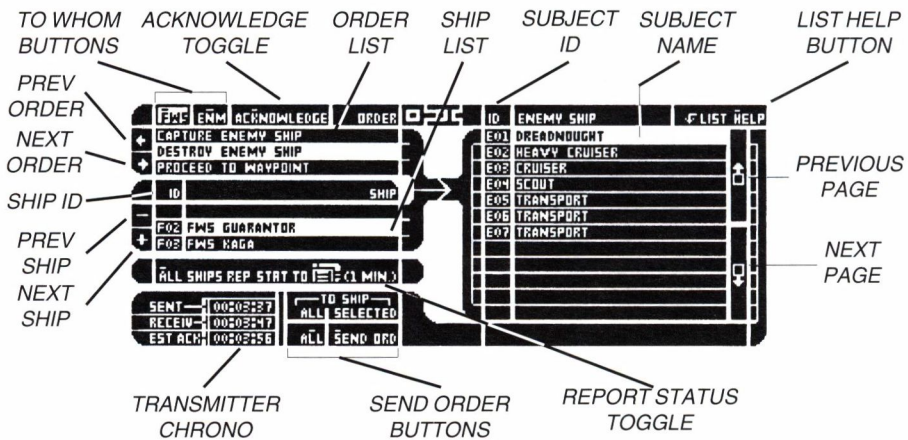 TO WHOM BUTTONS
ACKNOWLEDGE TOGGLE
ORDER LIST
SHIP LIST
SUBJECT ID
SUBJECT NAME
LIST HELP BUTTON
PREV ORDER
NEXT ORDER
SHIP ID
PREV SHIP
NEXT SHIP
FWS ENM ACKNOWLEDGE ORDER
CAPTURE ENEMY SHIP
DESTROY ENEMY SHIP
PROCEED TO WAYPOINT
ID SHIP
F02 FWS GUARANTOR
F03 FWS KAGA
ALL SHIPS REP STAT TO (1 MIN.)
SENT 00:03:37
RECEIV 00:03:47
EST ACK 00:03:56
TO SHIP
ALL SELECTED
ALL SEND ORD
ID ENEMY SHIP LIST HELP
E01 DREADNOUGHT
E02 HEAVY CRUISER
E03 CRUISER
E04 SCOUT
E05 TRANSPORT
E06 TRANSPORT
E07 TRANSPORT
PREVIOUS PAGE
NEXT PAGE
TRANSMITTER CHRONO
SEND ORDER BUTTONS
REPORT STATUS TOGGLE